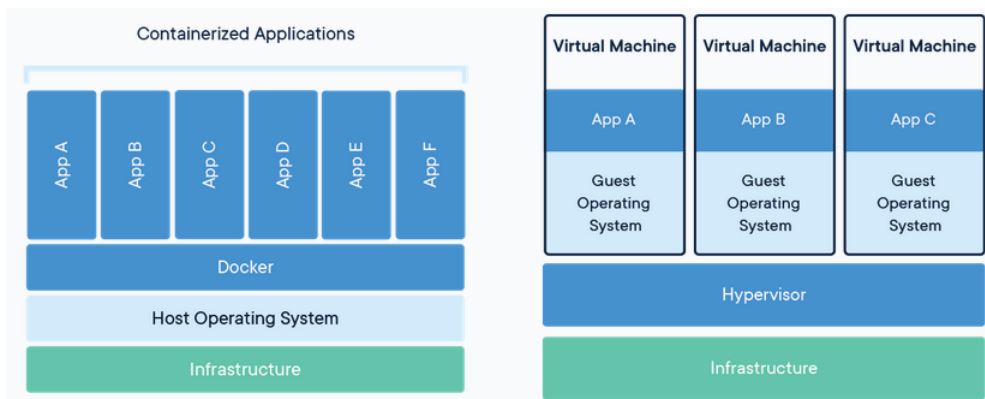 Containerized Applications
App A
App B
App C
App D
App E
App F
Docker
Host Operating System
Infrastructure
Virtual Machine
App A
Guest
Operating
System
Virtual Machine
App B
Guest
Operating
System
Virtual Machine
App C
Guest
Operating
System
Hypervisor
Infrastructure